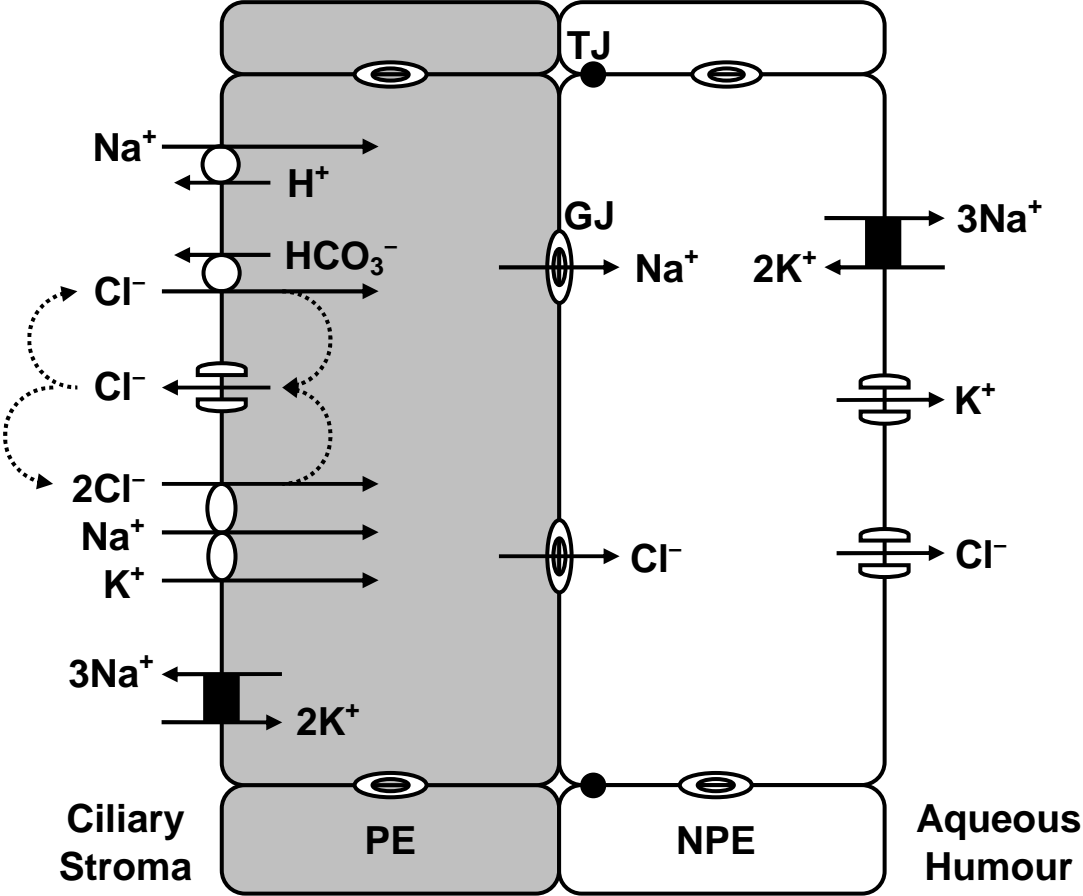 TJ
Na⁺
H⁺
GJ
3Na⁺
HCO₃⁻
Na⁺
2K⁺
Cl⁻
Cl⁻
K⁺
2Cl⁻
Na⁺
Cl⁻
Cl⁻
K⁺
3Na⁺
2K⁺
Ciliary
Stroma
PE
NPE
Aqueous
Humour